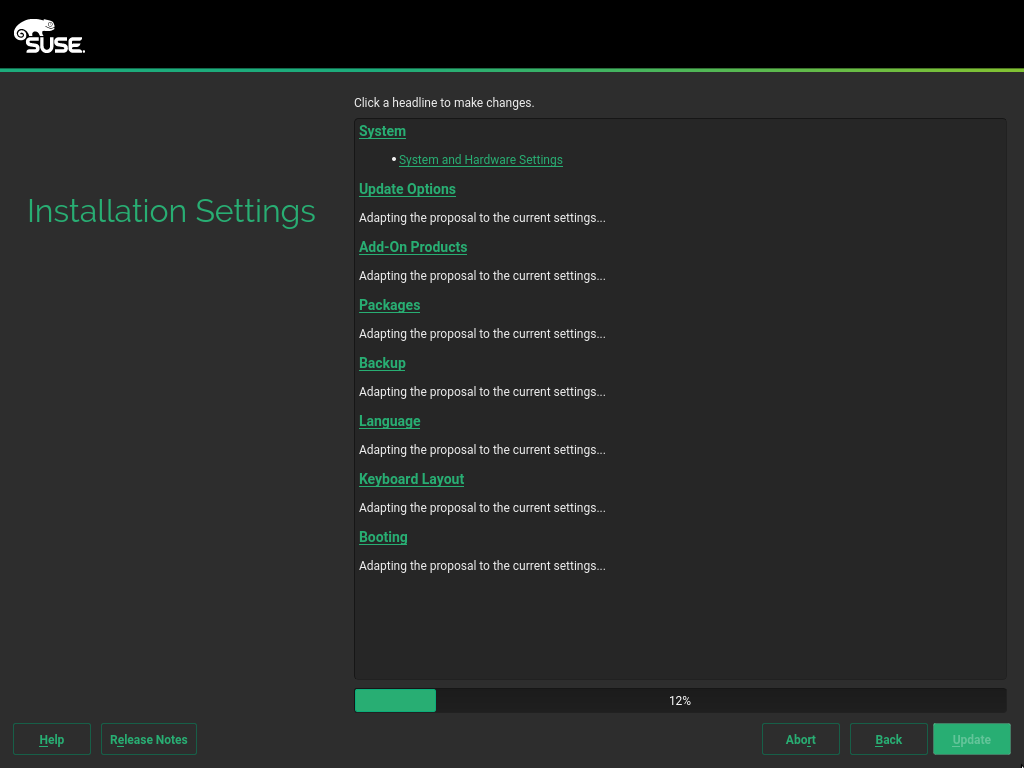 SUSE.
Click a headline to make changes.
System
• System and Hardware Settings
Update Options
Adapting the proposal to the current settings...
Add-On Products
Adapting the proposal to the current settings...
Packages
Adapting the proposal to the current settings...
Backup
Adapting the proposal to the current settings...
Language
Adapting the proposal to the current settings...
Keyboard Layout
Adapting the proposal to the current settings...
Booting
Adapting the proposal to the current settings...
Installation Settings
12%
Help
Release Notes
Abort
Back
Update